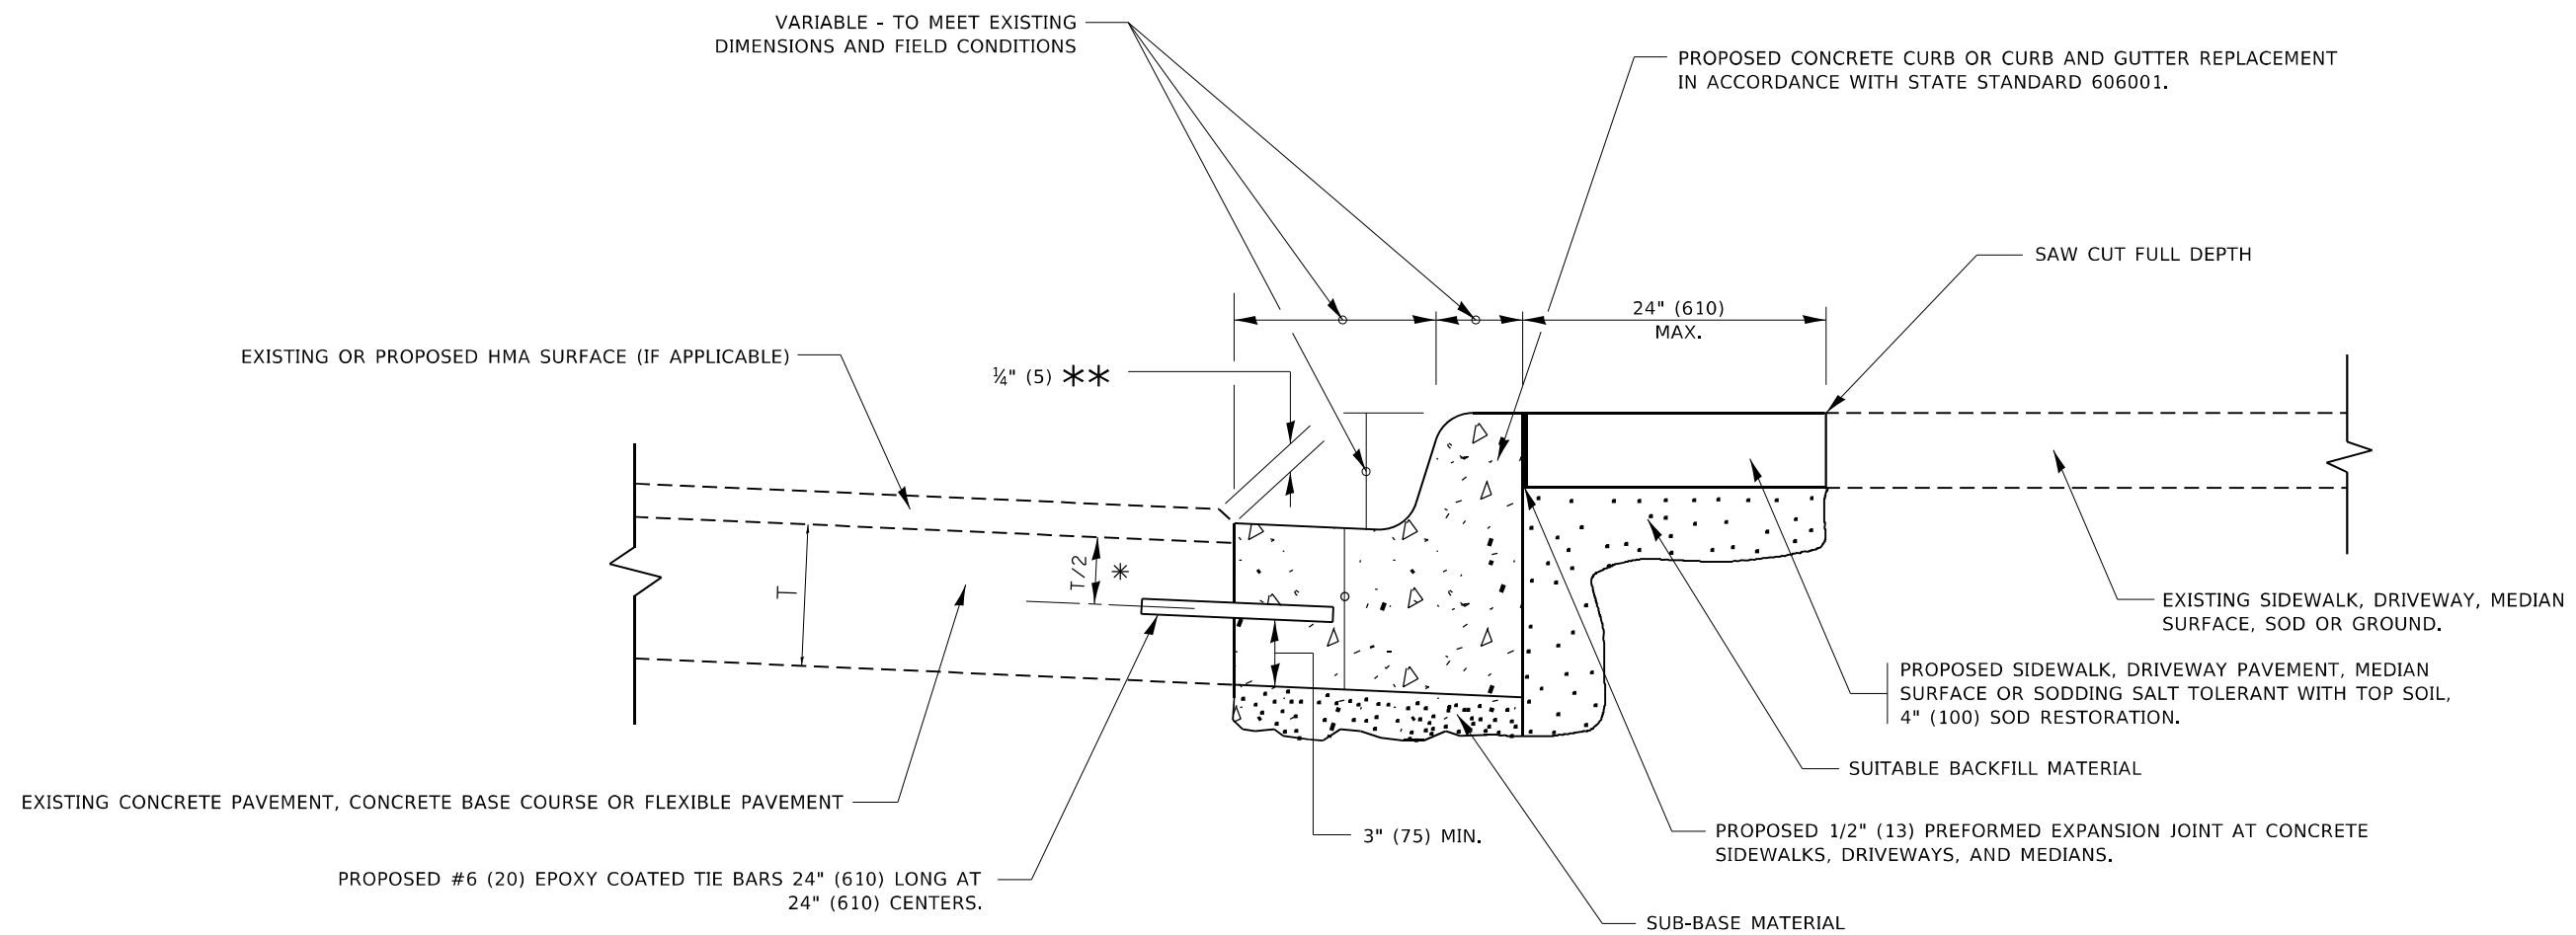 VARIABLE - TO MEET EXISTING
DIMENSIONS AND FIELD CONDITIONS
PROPOSED CONCRETE CURB OR CURB AND GUTTER REPLACEMENT
IN ACCORDANCE WITH STATE STANDARD 606001.
SAW CUT FULL DEPTH
24" (610)
MAX.
EXISTING OR PROPOSED HMA SURFACE (IF APPLICABLE)
¼" (5) **
T
T/2
*
EXISTING SIDEWALK, DRIVEWAY, MEDIAN
SURFACE, SOD OR GROUND.
PROPOSED SIDEWALK, DRIVEWAY PAVEMENT, MEDIAN
SURFACE OR SODDING SALT TOLERANT WITH TOP SOIL,
4" (100) SOD RESTORATION.
SUITABLE BACKFILL MATERIAL
EXISTING CONCRETE PAVEMENT, CONCRETE BASE COURSE OR FLEXIBLE PAVEMENT
3" (75) MIN.
PROPOSED 1/2" (13) PREFORMED EXPANSION JOINT AT CONCRETE
SIDEWALKS, DRIVEWAYS, AND MEDIANS.
PROPOSED #6 (20) EPOXY COATED TIE BARS 24" (610) LONG AT
24" (610) CENTERS.
SUB-BASE MATERIAL